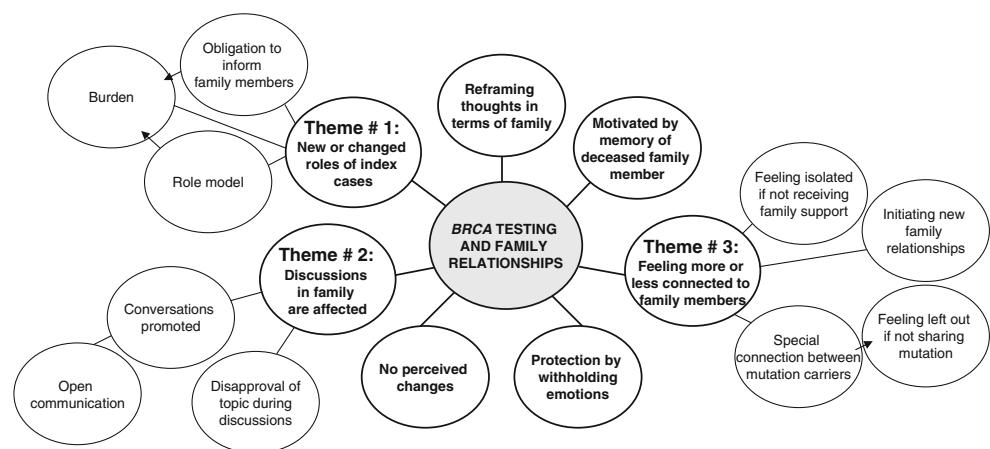 Obligation to
inform
family members
Burden
Role model
Theme # 1:
New or changed
roles of index
cases
Reframing
thoughts in
terms of family
Motivated by
memory of
deceased family
member
BRCA TESTING
AND FAMILY
RELATIONSHIPS
Theme # 2:
Discussions
in family
are affected
Conversations
promoted
Open
communication
Disapproval of
topic during
discussions
No perceived
changes
Protection by
withholding
emotions
Theme # 3:
Feeling more or
less connected to
family members
Feeling isolated
if not receiving
family support
Initiating new
family
relationships
Special
connection between
mutation carriers
Feeling left out
if not sharing
mutation